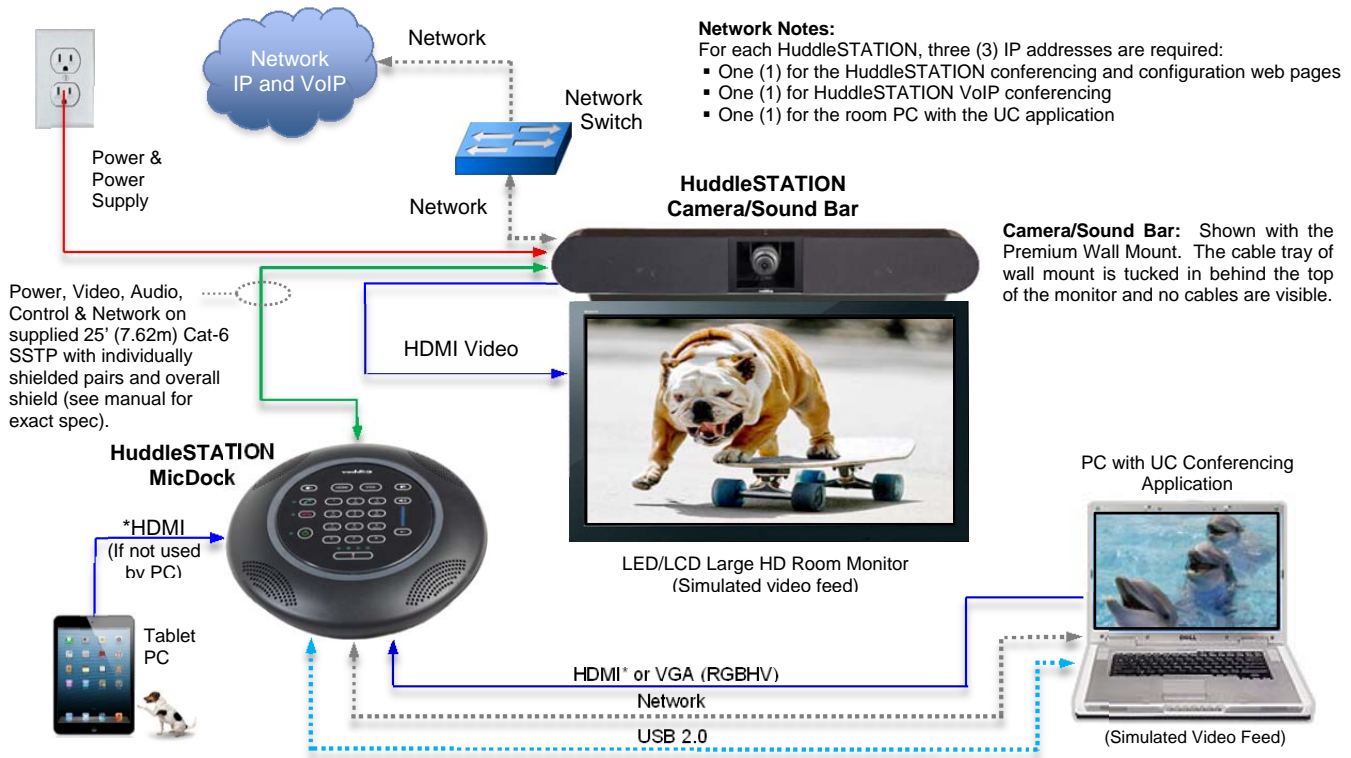 Network
IP and VoIP
Network
Network
Switch
Network
Network Notes:
For each HuddleSTATION, three (3) IP addresses are required:
▪ One (1) for the HuddleSTATION conferencing and configuration web pages
▪ One (1) for HuddleSTATION VoIP conferencing
▪ One (1) for the room PC with the UC application
Power &
Power
Supply
HuddleSTATION
Camera/Sound Bar
Camera/Sound Bar: Shown with the
Premium Wall Mount. The cable tray of
wall mount is tucked in behind the top
of the monitor and no cables are visible.
Power, Video, Audio,
Control & Network on
supplied 25' (7.62m) Cat-6
SSTP with individually
shielded pairs and overall
shield (see manual for
exact spec).
HDMI Video
HuddleSTATION
MicDock
vaddio
*HDMI
(If not used
by PC)
Tablet
PC
LED/LCD Large HD Room Monitor
(Simulated video feed)
PC with UC Conferencing
Application
DELL
(Simulated Video Feed)
HDMI* or VGA (RGBHV)
Network
USB 2.0